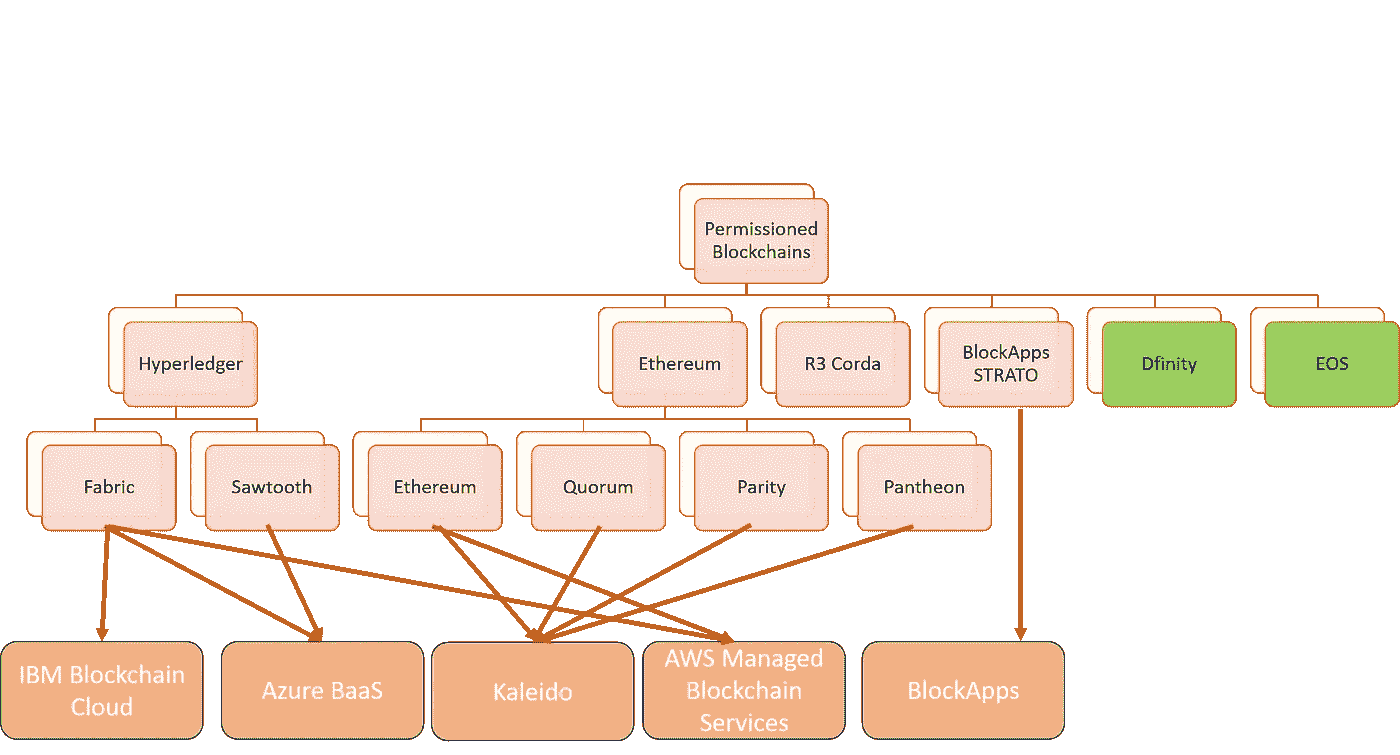 Permissioned
Blockchains
Hyperledger
Ethereum
R3 Corda
BlockApps
STRATO
Dfinity
EOS
Fabric
Sawtooth
Ethereum
Quorum
Parity
Pantheon
IBM Blockchain
Cloud
Azure BaaS
Kaleido
AWS Managed
Blockchain
Services
BlockApps